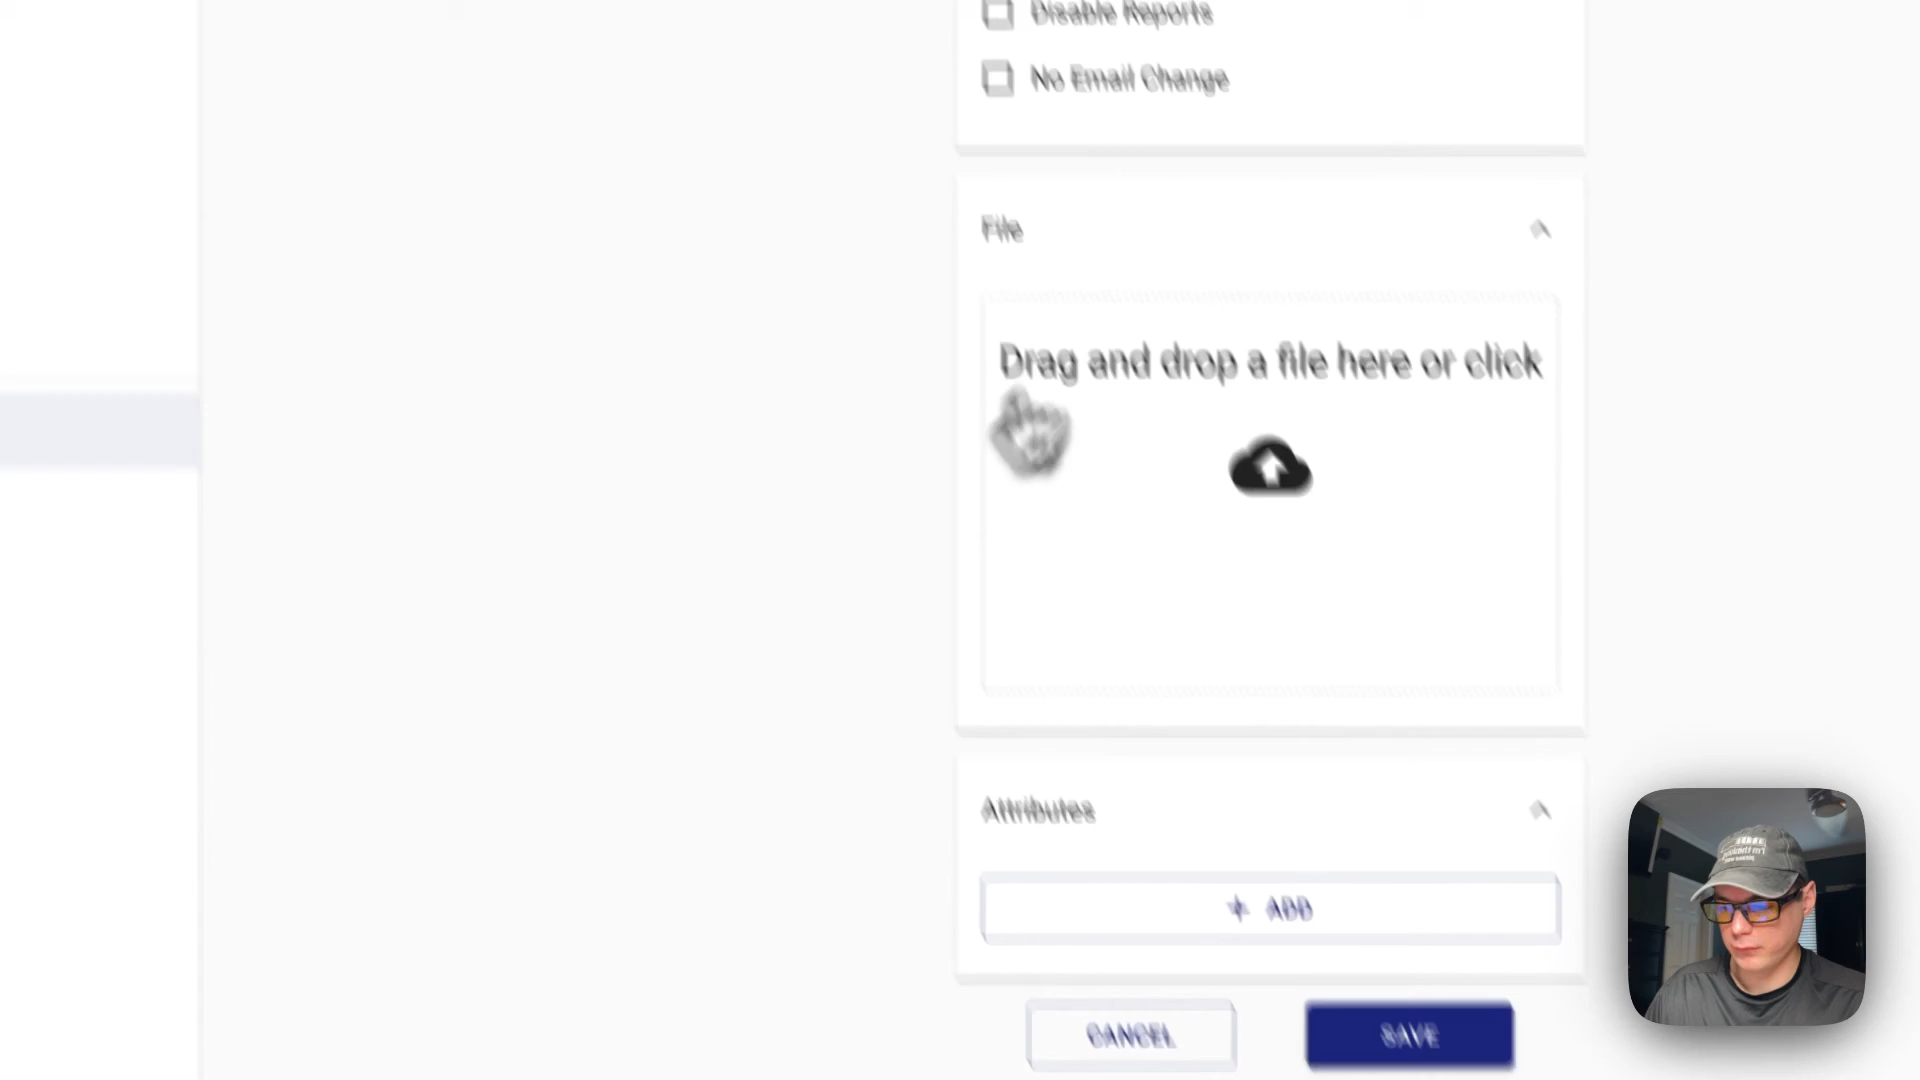 Disable Reports
No Email Change
File
Drag and drop a file here or click
Attributes
+ ADD
CANCEL
SAVE